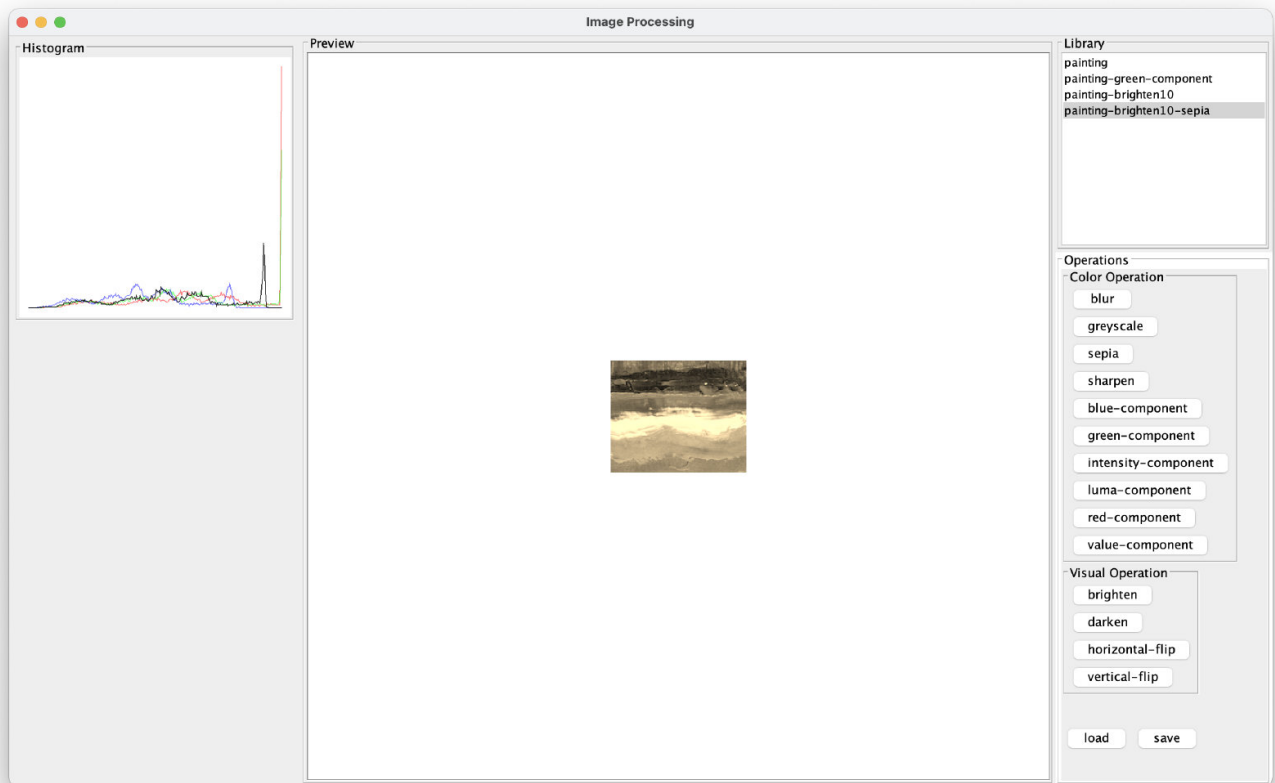 Image Processing
Histogram
Preview
Library
painting
painting-green-component
painting-brighten10
painting-brighten10-sepia
Operations
Color Operation
blur
greyscale
sepia
sharpen
blue-component
green-component
intensity-component
luma-component
red-component
value-component
Visual Operation
brighten
darken
horizontal-flip
vertical-flip
load save